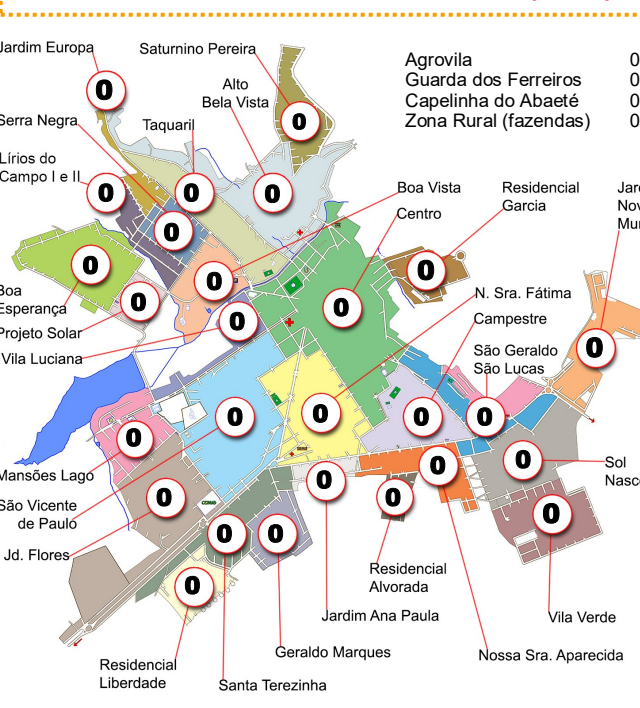 Jardim Europa
Saturnino Pereira
Agrovila 0
Guarda dos Ferreiros 0
Capelinha do Abaeté 0
Zona Rural (fazendas) 0
Alto
Bela Vista
0
0
Serra Negra
Taquaril
Lírios do
Campo I e II
0
0
0
Boa Vista
Centro
Residencial
Garcia
0
0
0
0
0
Boa
Esperança
0
0
0
N. Sra. Fátima
Projeto Solar
Campestre
Vila Luciana
São Geraldo
São Lucas
0
0
0
0
0
0
Mansões Lago
0
0
Sol
0
0
0
São Vicente
de Paulo
0
Jd. Flores
0
0
COHAB
Residencial
Alvorada
0
Jardim Ana Paula
Vila Verde
Geraldo Marques
Nossa Sra. Aparecida
Residencial
Liberdade
Santa Terezinha